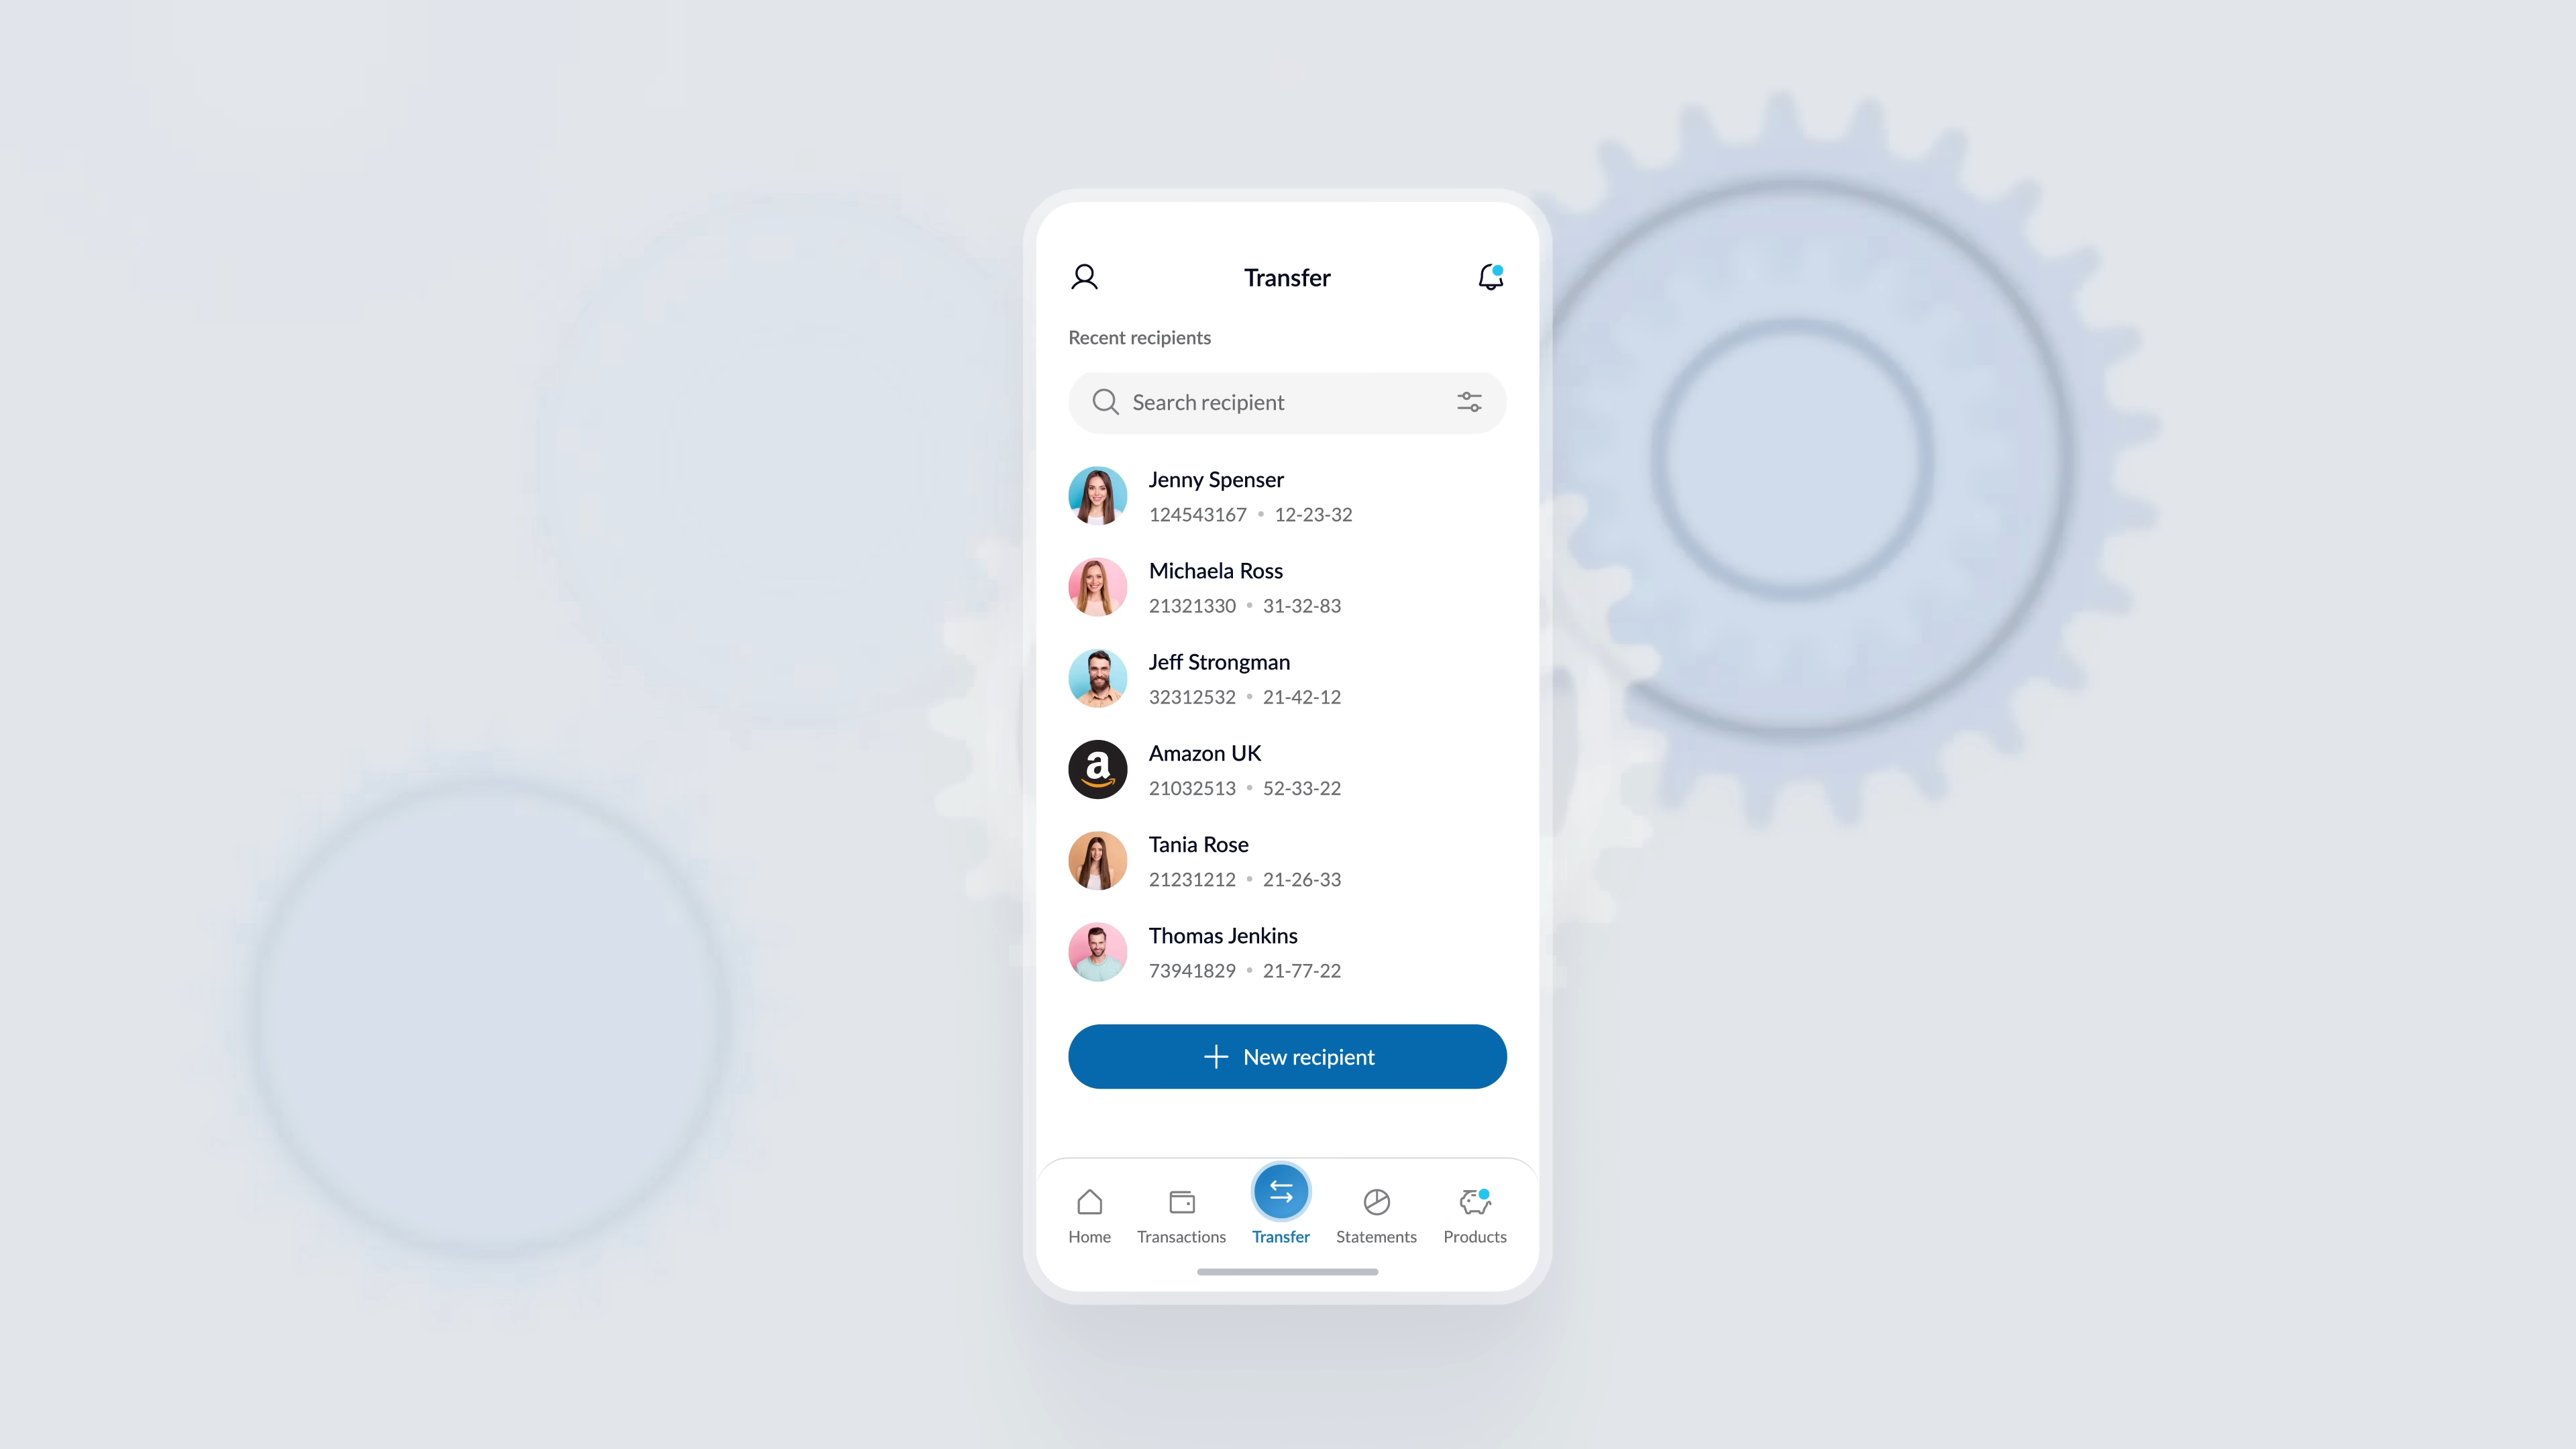 Transfer
Recent recipients
Search recipient
Jenny Spenser
124543167 • 12-23-32
Michaela Ross
21321330 • 31-32-83
Jeff Strongman
32312532 • 21-42-12
a
Amazon UK
21032513 • 52-33-22
Tania Rose
21231212 • 21-26-33
Thomas Jenkins
73941829 • 21-77-22
New recipient
Home
Transactions
Transfer
Statements
Products